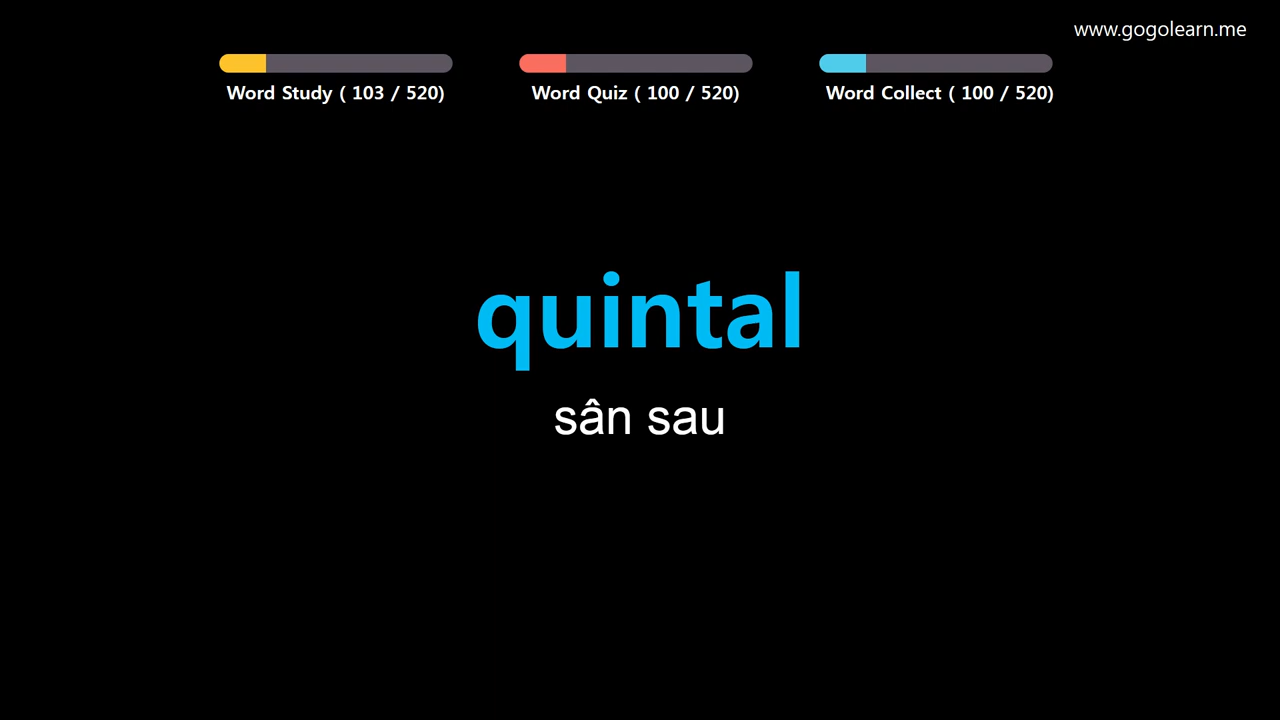 www.gogolearn.me
Word Study ( 103 / 520)
Word Quiz ( 100 / 520)
Word Collect ( 100 / 520)
quintal
sân sau